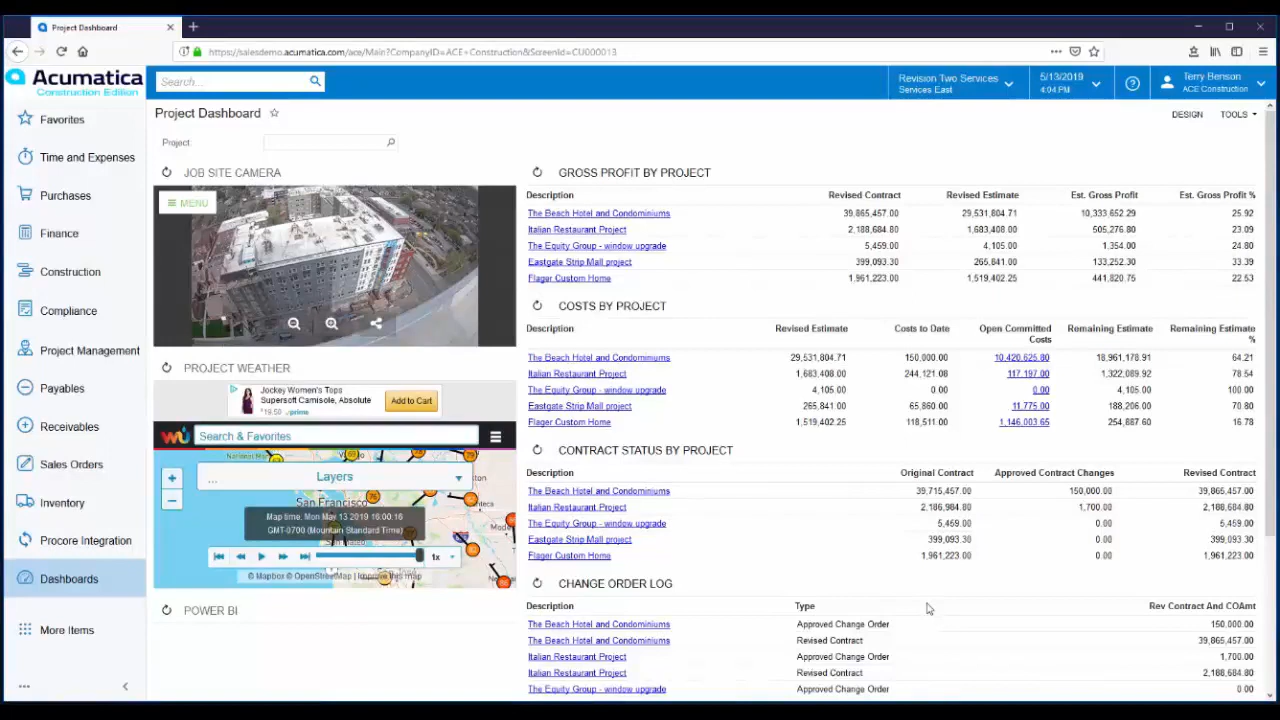 Project Dashboard
https://salesdemo.acumatica.com/ace/Main?CompanyID=ACE+Construction&ScreenId=CU000013
Acumatica
Construction Edition
Search...
Revision Two Services
Services East
5/13/2019
4:04 PM
Terry Benson
ACE Construction
Favorites
Time and Expenses
Purchases
Finance
Construction
Compliance
Project Management
Payables
Receivables
Sales Orders
Inventory
Procore Integration
Dashboards
More Items
Project Dashboard
DESIGN TOOLS
Project:
JOB SITE CAMERA
MENU
PROJECT WEATHER
Jockey Women's Tops
Supersoft Camisole, Absolute
$19.50 prime
Add to Cart
wu Search & Favorites
... Layers
San Francisco
Map time: Mon May 13 2019 16:00:16
GMT-0700 (Mountain Standard Time)
1x
© Mapbox © OpenStreetMap | Improve this map
POWER BI
GROSS PROFIT BY PROJECT
Description Revised Contract Revised Estimate Est. Gross Profit Est. Gross Profit %
The Beach Hotel and Condominiums 39,865,457.00 29,531,804.71 10,333,652.29 25.92
Italian Restaurant Project 2,188,684.80 1,683,408.00 505,276.80 23.09
The Equity Group - window upgrade 5,459.00 4,105.00 1,354.00 24.80
Eastgate Strip Mall project 399,093.30 265,841.00 133,252.30 33.39
Flager Custom Home 1,961,223.00 1,519,402.25 441,820.75 22.53
COSTS BY PROJECT
Description Revised Estimate Costs to Date Open Committed Costs Remaining Estimate Remaining Estimate %
The Beach Hotel and Condominiums 29,531,804.71 150,000.00 10,420,625.80 18,961,178.91 64.21
Italian Restaurant Project 1,683,408.00 244,121.08 117,197.00 1,322,089.92 78.54
The Equity Group - window upgrade 4,105.00 0.00 0.00 4,105.00 100.00
Eastgate Strip Mall project 265,841.00 65,860.00 11,775.00 188,206.00 70.80
Flager Custom Home 1,519,402.25 118,511.00 1,146,003.65 254,887.60 16.78
CONTRACT STATUS BY PROJECT
Description Original Contract Approved Contract Changes Revised Contract
The Beach Hotel and Condominiums 39,715,457.00 150,000.00 39,865,457.00
Italian Restaurant Project 2,186,984.80 1,700.00 2,188,684.80
The Equity Group - window upgrade 5,459.00 0.00 5,459.00
Eastgate Strip Mall project 399,093.30 0.00 399,093.30
Flager Custom Home 1,961,223.00 0.00 1,961,223.00
CHANGE ORDER LOG
Description Type Rev Contract And COAmt
The Beach Hotel and Condominiums Approved Change Order 150,000.00
The Beach Hotel and Condominiums Revised Contract 39,865,457.00
Italian Restaurant Project Approved Change Order 1,700.00
Italian Restaurant Project Revised Contract 2,188,684.80
The Equity Group - window upgrade Approved Change Order 0.00